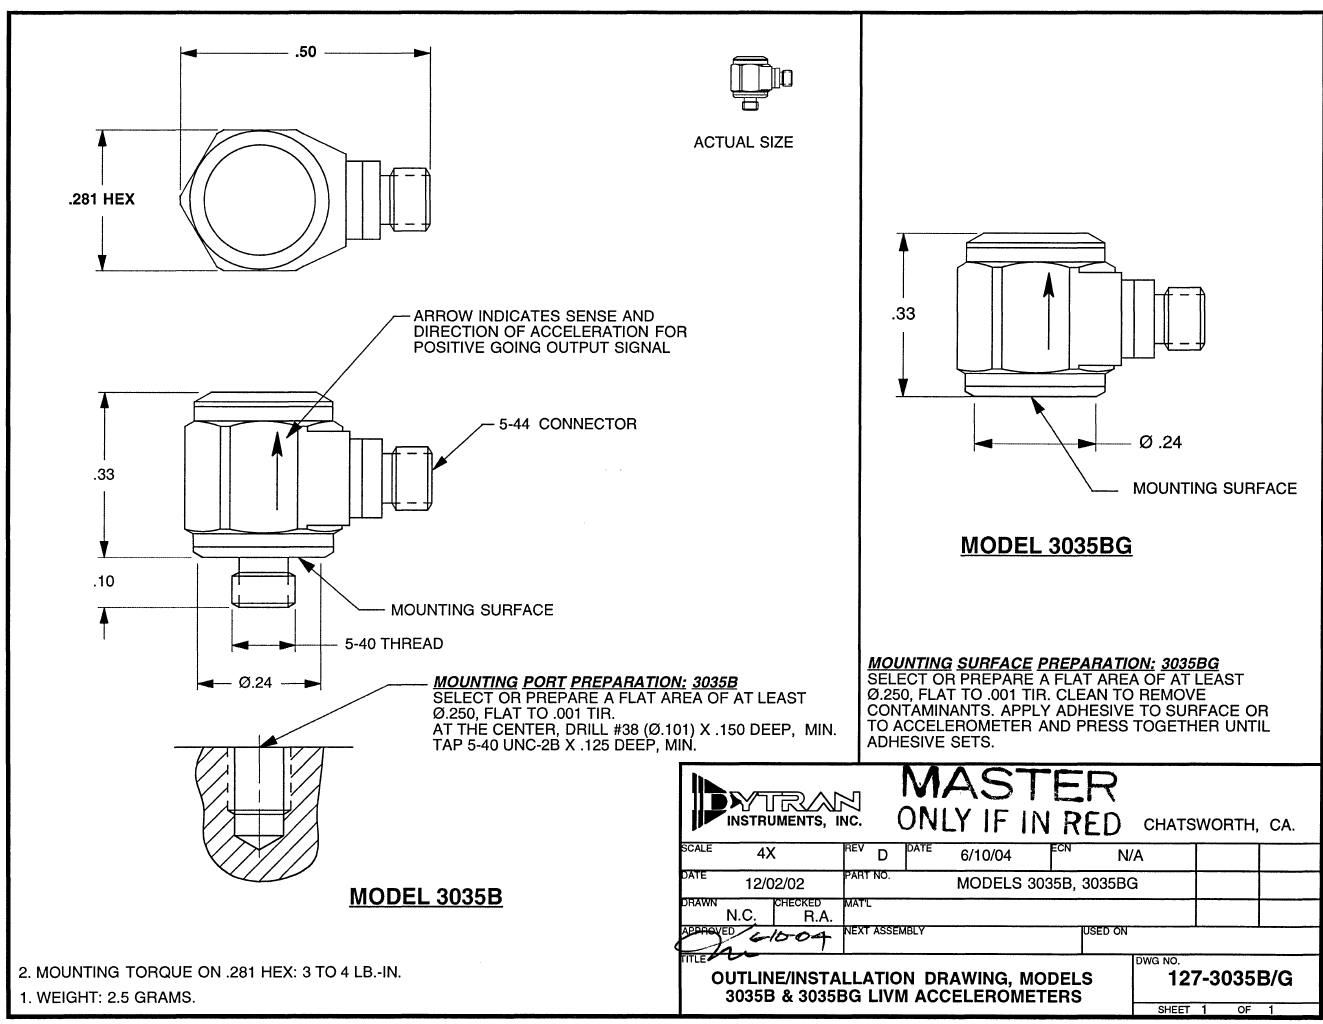 .50
ACTUAL SIZE
.281 HEX
ARROW INDICATES SENSE AND
DIRECTION OF ACCELERATION FOR
POSITIVE GOING OUTPUT SIGNAL
5-44 CONNECTOR
.33
.10
MOUNTING SURFACE
5-40 THREAD
Ø.24
MOUNTING PORT PREPARATION: 3035B
SELECT OR PREPARE A FLAT AREA OF AT LEAST
Ø.250, FLAT TO .001 TIR.
AT THE CENTER, DRILL #38 (Ø.101) X .150 DEEP, MIN.
TAP 5-40 UNC-2B X .125 DEEP, MIN.
MODEL 3035B
2. MOUNTING TORQUE ON .281 HEX: 3 TO 4 LB.-IN.
1. WEIGHT: 2.5 GRAMS.
.33
Ø .24
MOUNTING SURFACE
MODEL 3035BG
MOUNTING SURFACE PREPARATION: 3035BG
SELECT OR PREPARE A FLAT AREA OF AT LEAST
Ø.250, FLAT TO .001 TIR. CLEAN TO REMOVE
CONTAMINANTS. APPLY ADHESIVE TO SURFACE OR
TO ACCELEROMETER AND PRESS TOGETHER UNTIL
ADHESIVE SETS.
DYTRAN
INSTRUMENTS, INC.
MASTER
ONLY IF IN RED
CHATSWORTH, CA.
SCALE 4X REV D DATE 6/10/04 ECN N/A
DATE 12/02/02 PART NO. MODELS 3035B, 3035BG
DRAWN N.C. CHECKED R.A. MAT'L
APPROVED 6-10-04 NEXT ASSEMBLY USED ON
TITLE
OUTLINE/INSTALLATION DRAWING, MODELS
3035B & 3035BG LIVM ACCELEROMETERS
DWG NO.
127-3035B/G
SHEET 1 OF 1